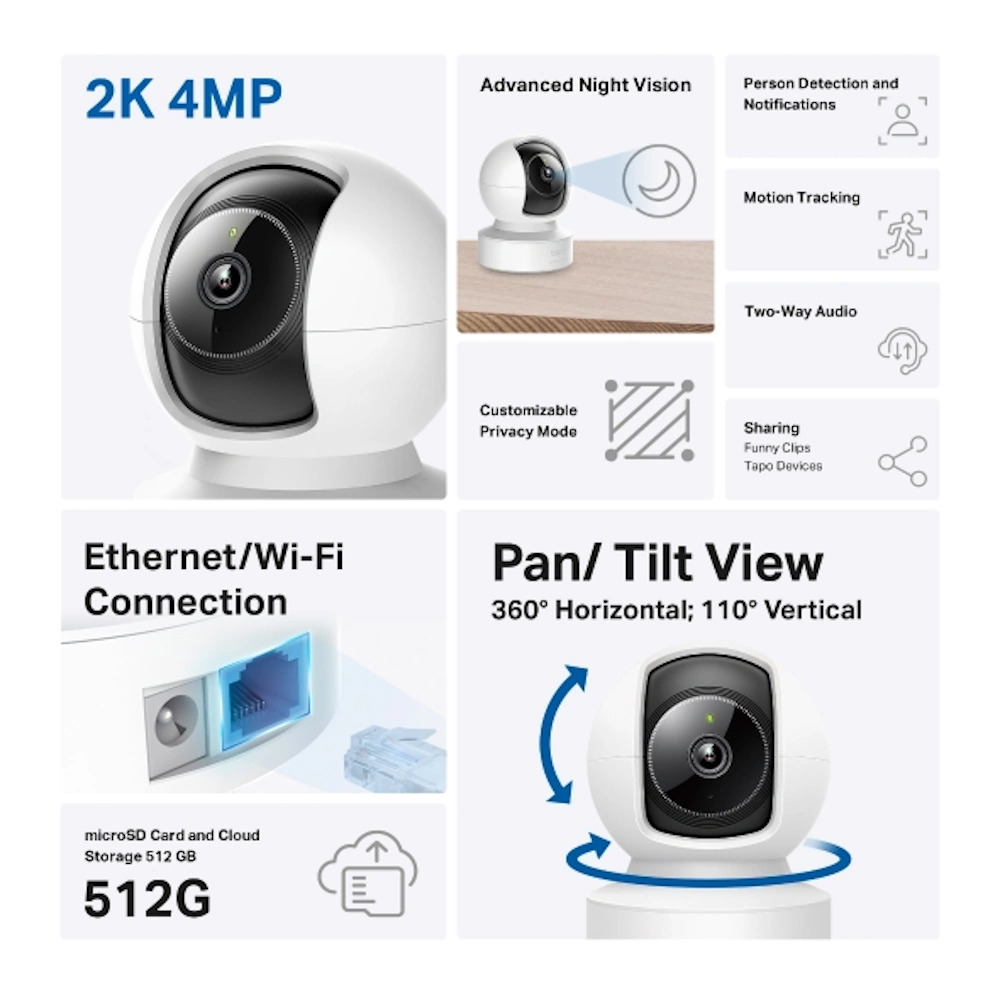 2K 4MP
Advanced Night Vision
Person Detection and
Notifications
Motion Tracking
Two-Way Audio
Customizable
Privacy Mode
Sharing
Funny Clips
Tapo Devices
Ethernet/Wi-Fi
Connection
Pan/ Tilt View
360° Horizontal; 110° Vertical
microSD Card and Cloud
Storage 512 GB
512G